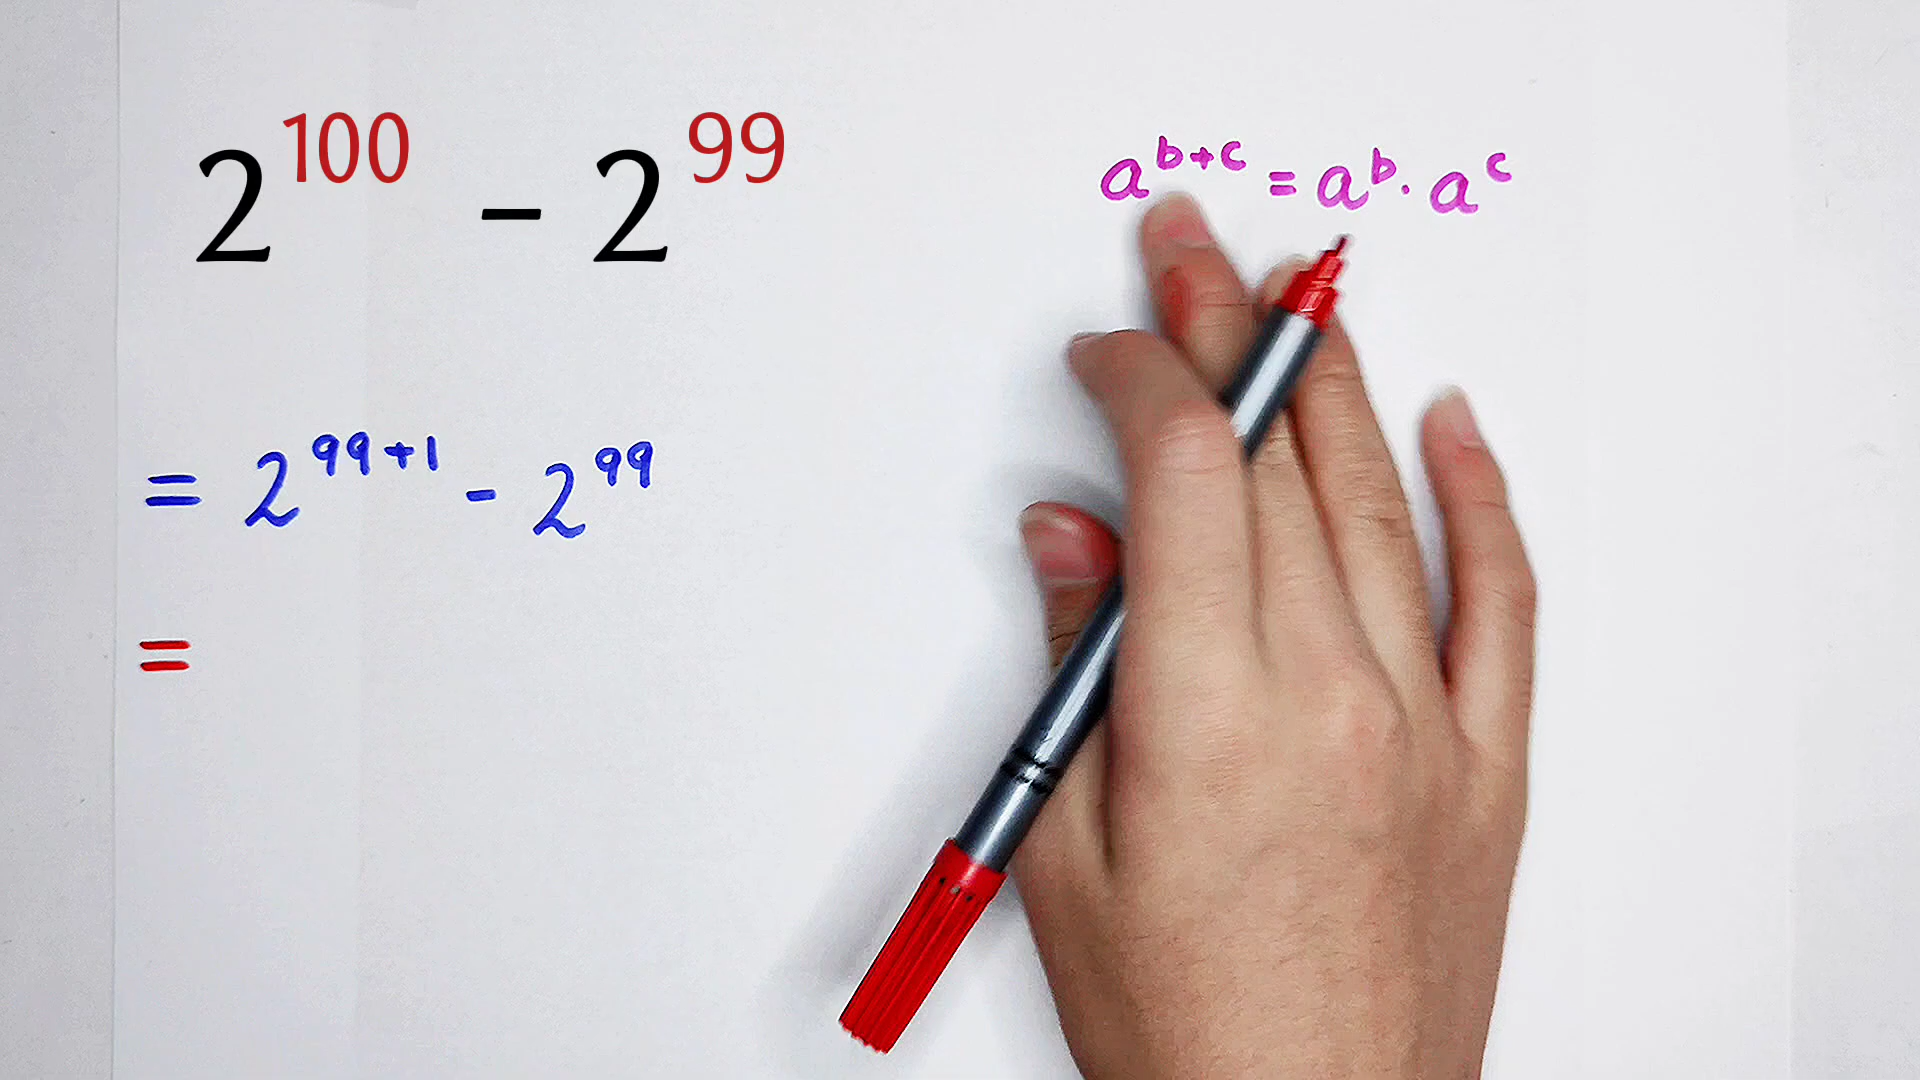 2^100 - 2^99
a^b+c = a^b · a^c
= 2^99+1 - 2^99
=